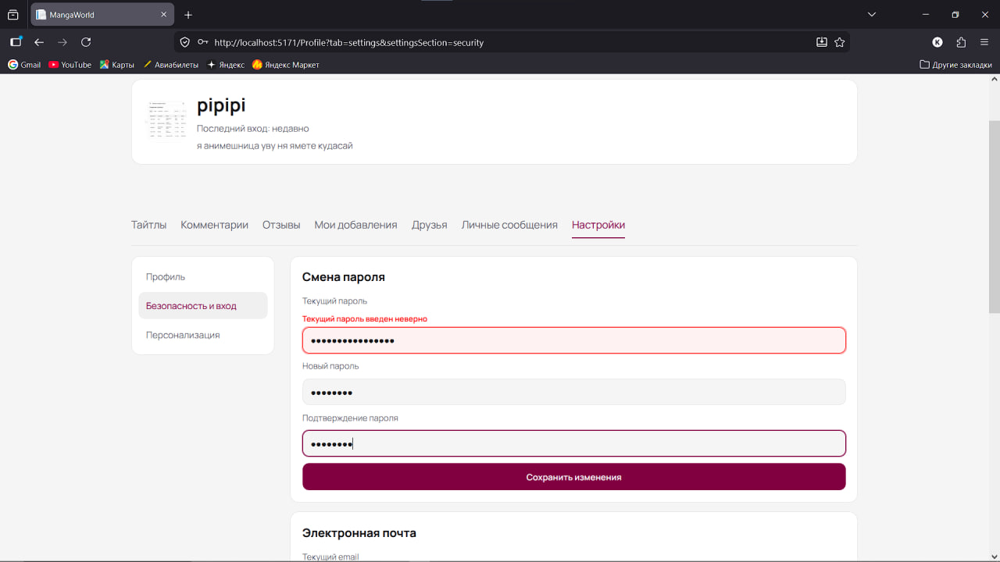 MangaWorld
http://localhost:5171/Profile?tab=settings&settingsSection=security
K
Gmail YouTube Карты Авиабилеты Яндекс Яндекс Маркет Другие закладки
pipipi
Последний вход: недавно
я анимешница уву ня ямете кудасай
Тайтлы Комментарии Отзывы Мои добавления Друзья Личные сообщения Настройки
Профиль
Безопасность и вход
Персонализация
Смена пароля
Текущий пароль
Текущий пароль введен неверно
••••••••••••••••
Новый пароль
••••••••
Подтверждение пароля
••••••••
Сохранить изменения
Электронная почта
Текущий email